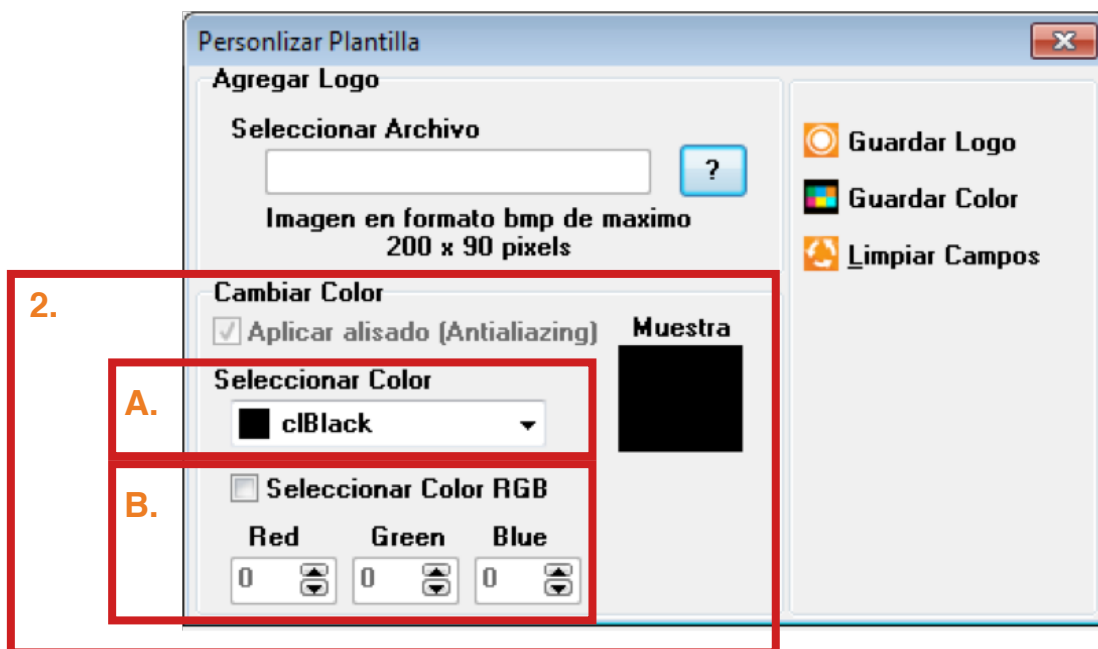 Personlizar Plantilla
Agregar Logo
Seleccionar Archivo
?
Imagen en formato bmp de maximo
200 x 90 pixels
Guardar Logo
Guardar Color
Limpiar Campos
2.
Cambiar Color
Aplicar alisado (Antialiazing)
Muestra
A.
Seleccionar Color
clBlack
B.
Seleccionar Color RGB
Red Green Blue
0 0 0